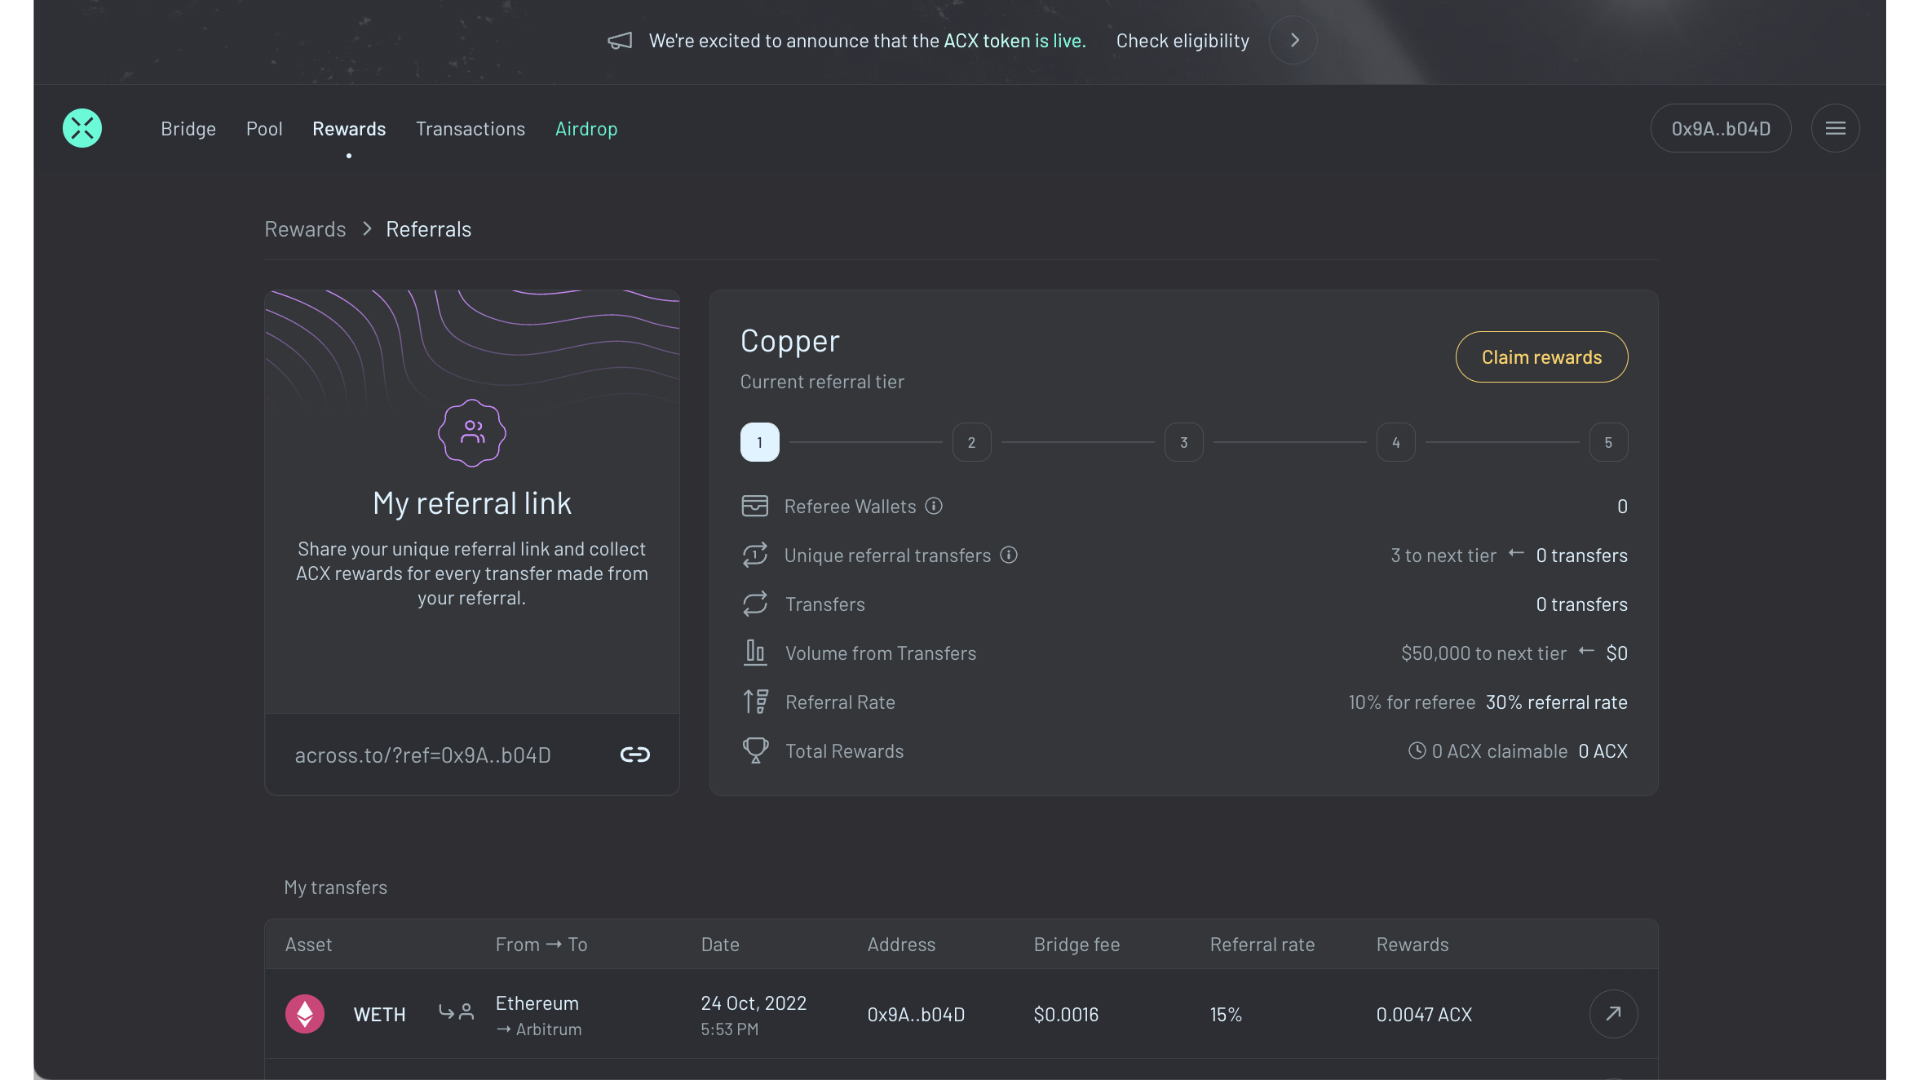 We're excited to announce that the ACX token is live. Check eligibility
Bridge Pool Rewards Transactions Airdrop 0x9A..b04D
Rewards > Referrals
My referral link
Share your unique referral link and collect
ACX rewards for every transfer made from
your referral.
across.to/?ref=0x9A..b04D
Copper
Current referral tier
Claim rewards
1 2 3 4 5
Referee Wallets 0
Unique referral transfers 3 to next tier ← 0 transfers
Transfers 0 transfers
Volume from Transfers $50,000 to next tier ← $0
Referral Rate 10% for referee 30% referral rate
Total Rewards 0 ACX claimable 0 ACX
My transfers
Asset From → To Date Address Bridge fee Referral rate Rewards
WETH Ethereum 24 Oct, 2022 0x9A..b04D $0.0016 15% 0.0047 ACX
→ Arbitrum 5:53 PM